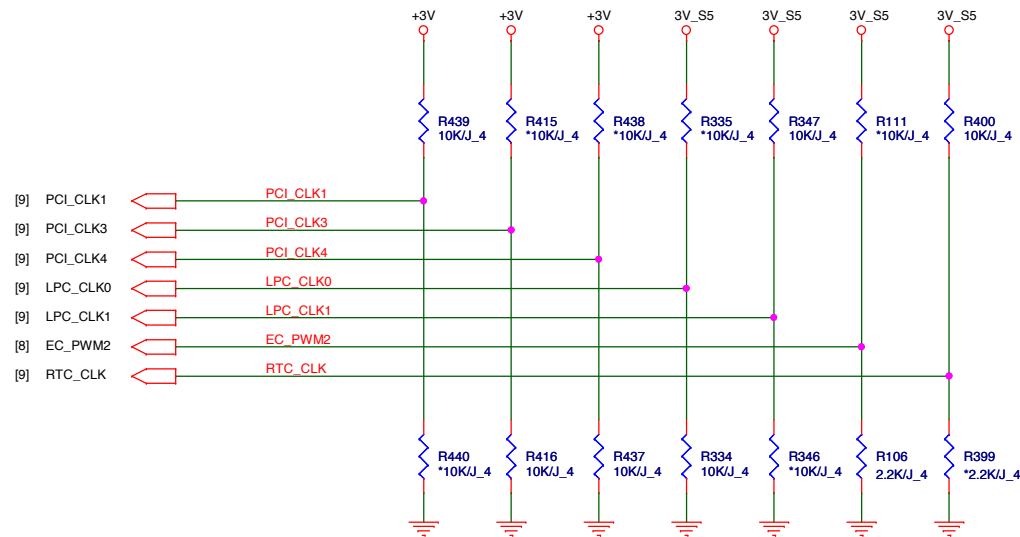 +3V +3V +3V 3V_S5 3V_S5 3V_S5 3V_S5
R439 R415 R438 R335 R347 R111 R400
10K/J_4 *10K/J_4 *10K/J_4 *10K/J_4 10K/J_4 *10K/J_4 10K/J_4
[9] PCI_CLK1 PCI_CLK1
[9] PCI_CLK3 PCI_CLK3
[9] PCI_CLK4 PCI_CLK4
[9] LPC_CLK0 LPC_CLK0
[9] LPC_CLK1 LPC_CLK1
[8] EC_PWM2 EC_PWM2
[9] RTC_CLK RTC_CLK
R440 R416 R437 R334 R346 R106 R399
*10K/J_4 10K/J_4 10K/J_4 10K/J_4 *10K/J_4 2.2K/J_4 *2.2K/J_4